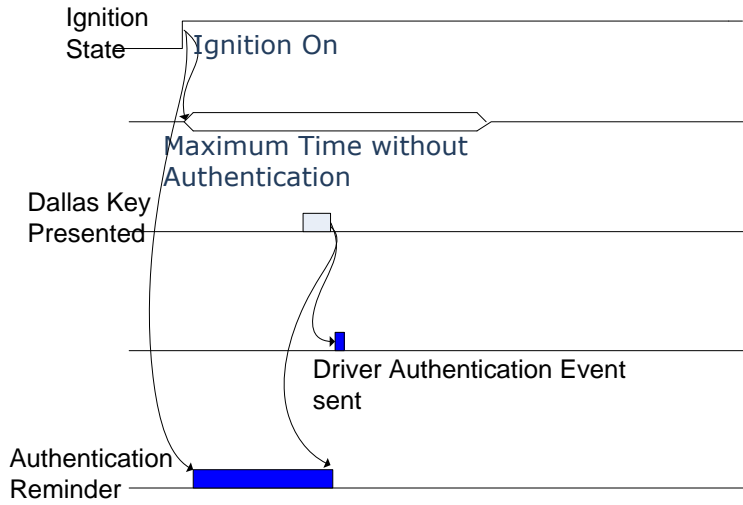 Ignition
State
Ignition On
Maximum Time without
Authentication
Dallas Key
Presented
Driver Authentication Event
sent
Authentication
Reminder